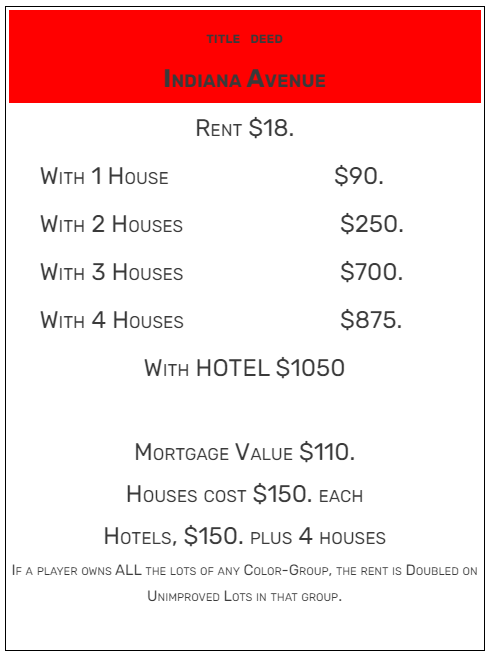 TITLE DEED
INDIANA AVENUE
RENT $18.
WITH 1 HOUSE $90.
WITH 2 HOUSES $250.
WITH 3 HOUSES $700.
WITH 4 HOUSES $875.
WITH HOTEL $1050
MORTGAGE VALUE $110.
HOUSES COST $150. EACH
HOTELS, $150. PLUS 4 HOUSES
IF A PLAYER OWNS ALL THE LOTS OF ANY COLOR-GROUP, THE RENT IS DOUBLED ON
UNIMPROVED LOTS IN THAT GROUP.